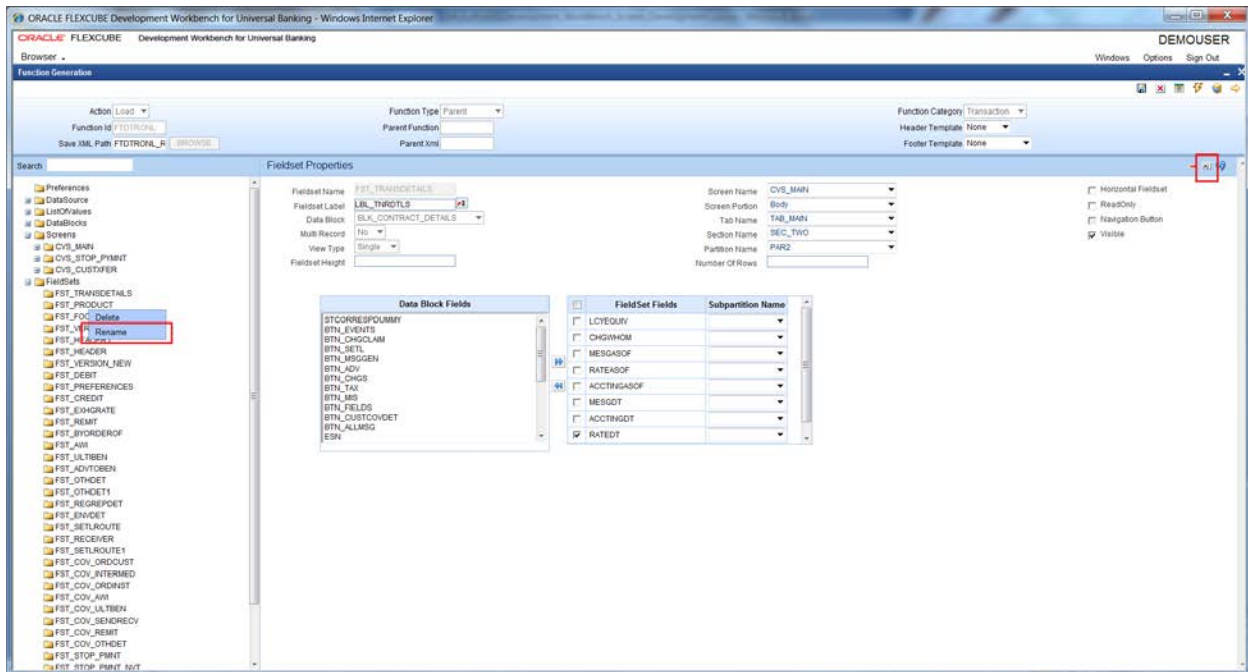 ORACLE FLEXCUBE Development Workbench for Universal Banking - Windows Internet Explorer
ORACLE FLEXCUBE Development Workbench for Universal Banking
DEMOUSER
Browser
Windows Options Sign Out
Function Generation
Action Load
Function Type Parent
Function Category Transaction
Function Id FTDTRONL
Parent Function
Header Template None
Save XML Path FTDTRONL_R BROWSE
Parent Xml
Footer Template None
Search
Fieldset Properties
Preferences
DataSource
ListOfValues
DataBlocks
Screens
CVS_MAIN
CVS_STOP_PYMNT
CVS_CUSTXFER
FieldSets
FST_TRANSDETAILS
FST_PRODUCT
FST_FOO
FST_VER
FST_HEADER1
FST_HEADER
FST_VERSION_NEW
FST_DEBIT
FST_PREFERENCES
FST_CREDIT
FST_EXHGRATE
FST_REMIT
FST_BYORDEROF
FST_AWI
FST_ULTIBEN
FST_ADVTOBEN
FST_OTHDET
FST_OTHDET1
FST_REGREPDET
FST_ENVDET
FST_SETLROUTE
FST_RECEIVER
FST_SETLROUTE1
FST_COV_ORDCUST
FST_COV_INTERMED
FST_COV_ORDINST
FST_COV_AWI
FST_COV_ULTBEN
FST_COV_SENDRECV
FST_COV_REMIT
FST_COV_OTHDET
FST_STOP_PMNT
FST_STOP_PMNT_NVT
Delete
Rename
Fieldset Name FST_TRANSDETAILS
Fieldset Label LBL_TNRDTLS
Data Block BLK_CONTRACT_DETAILS
Multi Record No
View Type Single
Fieldset Height
Screen Name CVS_MAIN
Screen Portion Body
Tab Name TAB_MAIN
Section Name SEC_TWO
Partition Name PAR2
Number Of Rows
Horizontal Fieldset
ReadOnly
Navigation Button
Visible
Data Block Fields
STCORRESPDUMMY
BTN_EVENTS
BTN_CHGCLAIM
BTN_SETL
BTN_MSGGEN
BTN_ADV
BTN_CHGS
BTN_TAX
BTN_MIS
BTN_FIELDS
BTN_CUSTCOVDET
BTN_ALLMSG
ESN
FieldSet Fields Subpartition Name
LCYEQUIV
CHGWHOM
MESGASOF
RATEASOF
ACCTINGASOF
MESGDT
ACCTINGDT
RATEDT